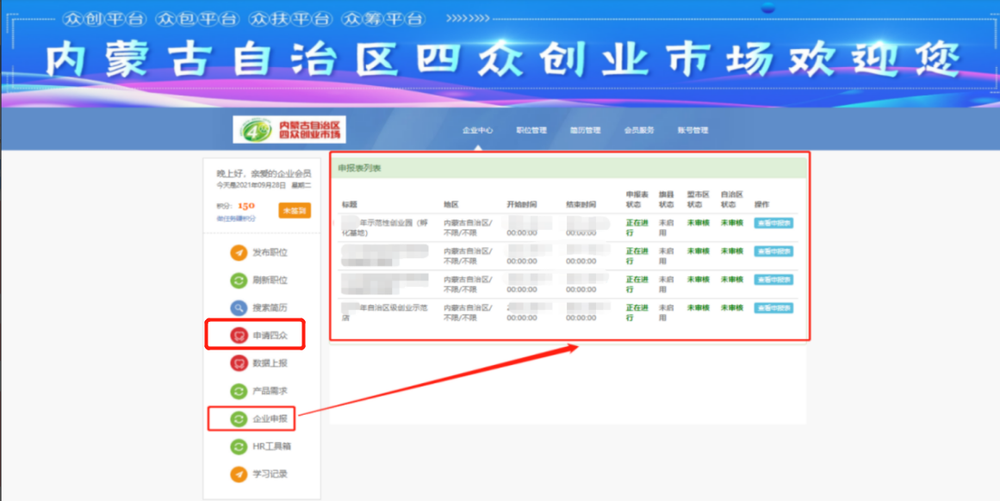 众创平台 众包平台 众扶平台 众筹平台 >>>>>>>>
内蒙古自治区四众创业市场欢迎您
内蒙古自治区
四众创业市场
企业中心 职位管理 简历管理 会员服务 账号管理
晚上好，亲爱的企业会员
今天是2021年09月28日 星期二
积分: 150
未签到
做任务赚积分
发布职位
刷新职位
搜索简历
申请四众
数据上报
产品需求
企业申报
HR工具箱
学习记录
申报表列表
标题 地区 开始时间 结束时间 申报表状态 旗县状态 盟市区状态 自治区状态 操作
年示范性创业园（孵 内蒙古自治区/ 正在进 未启 未审核 未审核 查看申报表
化基地） 不限/不限 00:00:00 00:00:00 行 用
内蒙古自治区/ 正在进 未启 未审核 未审核 查看申报表
不限/不限 00:00:00 00:00:00 行 用
内蒙古自治区/ 正在进 未启 未审核 未审核 查看申报表
不限/不限 00:00:00 00:00:00 行 用
年自治区级创业示范 内蒙古自治区/ 正在进 未启 未审核 未审核 查看申报表
店 不限/不限 00:00:00 00:00:00 行 用